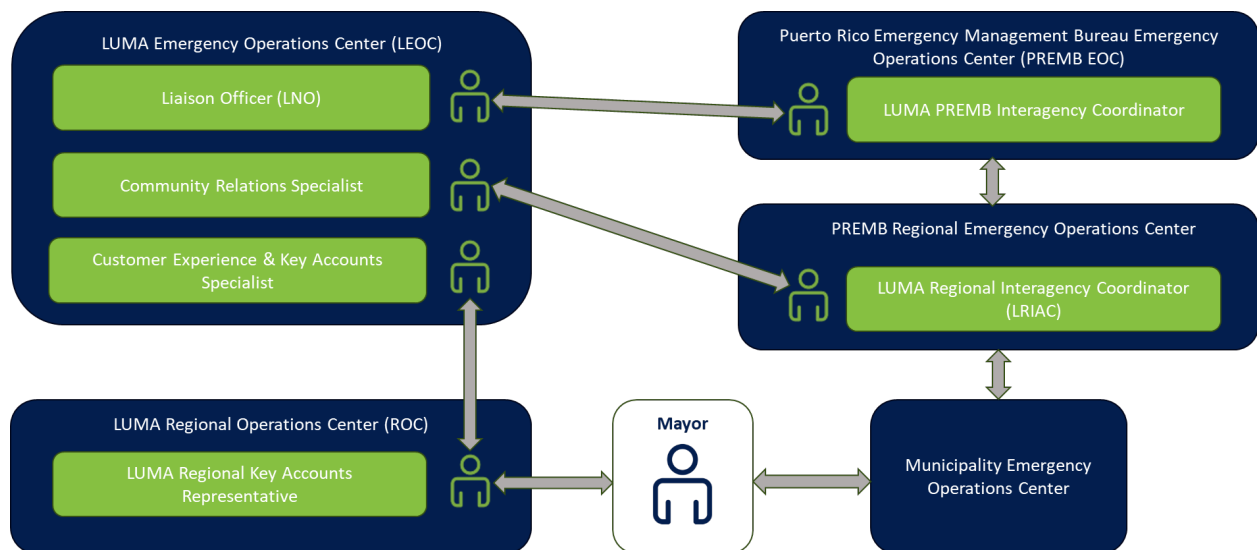 LUMA Emergency Operations Center (LEOC)
Liaison Officer (LNO)
Community Relations Specialist
Customer Experience & Key Accounts
Specialist
Puerto Rico Emergency Management Bureau Emergency
Operations Center (PREMB EOC)
LUMA PREMB Interagency Coordinator
PREMB Regional Emergency Operations Center
LUMA Regional Interagency Coordinator
(LRIAC)
LUMA Regional Operations Center (ROC)
LUMA Regional Key Accounts
Representative
Mayor
Municipality Emergency
Operations Center